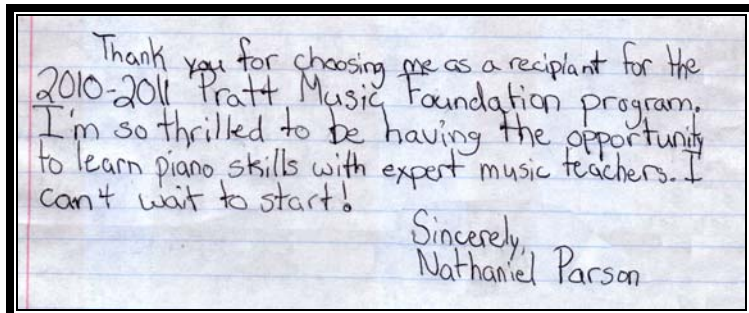 Thank you for choosing me as a recipiant for the
2010-2011 Pratt Music Foundation program.
I'm so thrilled to be having the opportunity
to learn piano skills with expert music teachers. I
can't wait to start!
Sincerely,
Nathaniel Parson